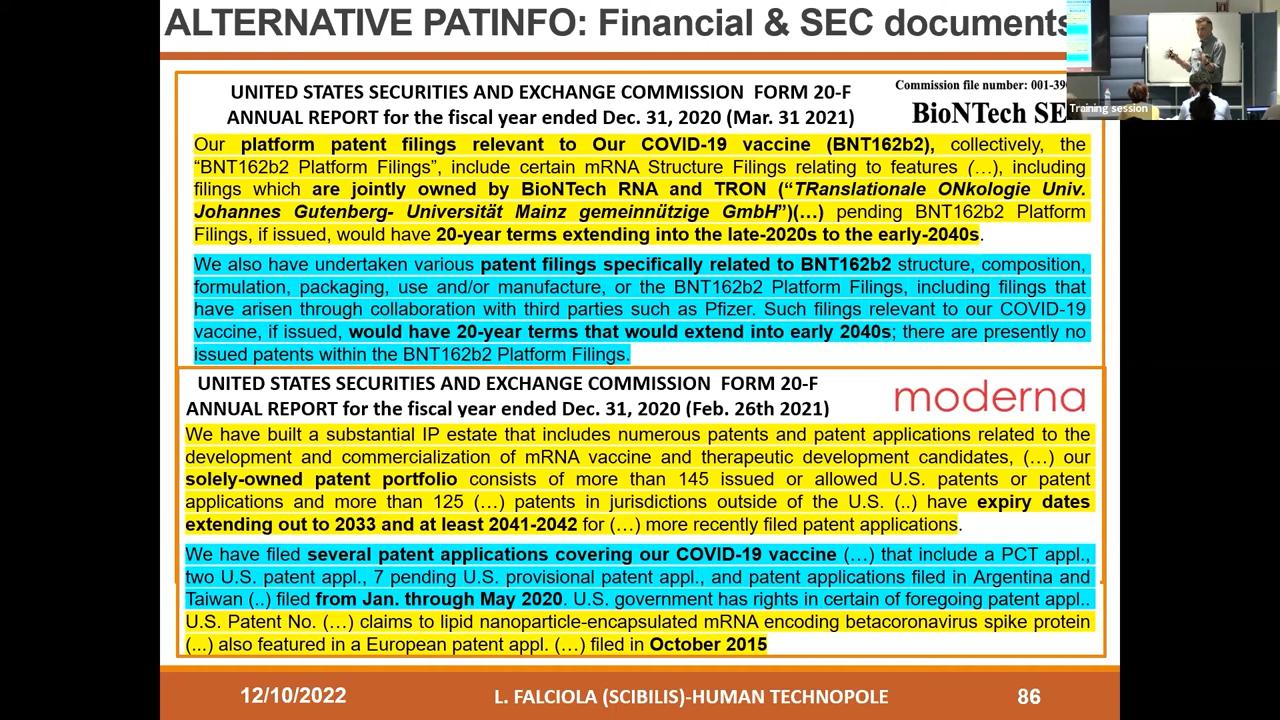 ALTERNATIVE PATINFO: Financial & SEC documents
UNITED STATES SECURITIES AND EXCHANGE COMMISSION FORM 20-F
ANNUAL REPORT for the fiscal year ended Dec. 31, 2020 (Mar. 31 2021)
Commission file number: 001-39
BioNTech SE
Training session
Our platform patent filings relevant to Our COVID-19 vaccine (BNT162b2), collectively, the
“BNT162b2 Platform Filings”, include certain mRNA Structure Filings relating to features (…), including
filings which are jointly owned by BioNTech RNA and TRON (“TRanslationale ONkologie Univ.
Johannes Gutenberg- Universität Mainz gemeinnützige GmbH”)(…) pending BNT162b2 Platform
Filings, if issued, would have 20-year terms extending into the late-2020s to the early-2040s.
We also have undertaken various patent filings specifically related to BNT162b2 structure, composition,
formulation, packaging, use and/or manufacture, or the BNT162b2 Platform Filings, including filings that
have arisen through collaboration with third parties such as Pfizer. Such filings relevant to our COVID-19
vaccine, if issued, would have 20-year terms that would extend into early 2040s; there are presently no
issued patents within the BNT162b2 Platform Filings.
UNITED STATES SECURITIES AND EXCHANGE COMMISSION FORM 20-F
ANNUAL REPORT for the fiscal year ended Dec. 31, 2020 (Feb. 26th 2021)
moderna
We have built a substantial IP estate that includes numerous patents and patent applications related to the
development and commercialization of mRNA vaccine and therapeutic development candidates, (…) our
solely-owned patent portfolio consists of more than 145 issued or allowed U.S. patents or patent
applications and more than 125 (…) patents in jurisdictions outside of the U.S. (..) have expiry dates
extending out to 2033 and at least 2041-2042 for (…) more recently filed patent applications.
We have filed several patent applications covering our COVID-19 vaccine (…) that include a PCT appl.,
two U.S. patent appl., 7 pending U.S. provisional patent appl., and patent applications filed in Argentina and
Taiwan (..) filed from Jan. through May 2020. U.S. government has rights in certain of foregoing patent appl..
U.S. Patent No. (…) claims to lipid nanoparticle-encapsulated mRNA encoding betacoronavirus spike protein
(...) also featured in a European patent appl. (…) filed in October 2015
12/10/2022
L. FALCIOLA (SCIBILIS)-HUMAN TECHNOPOLE
86